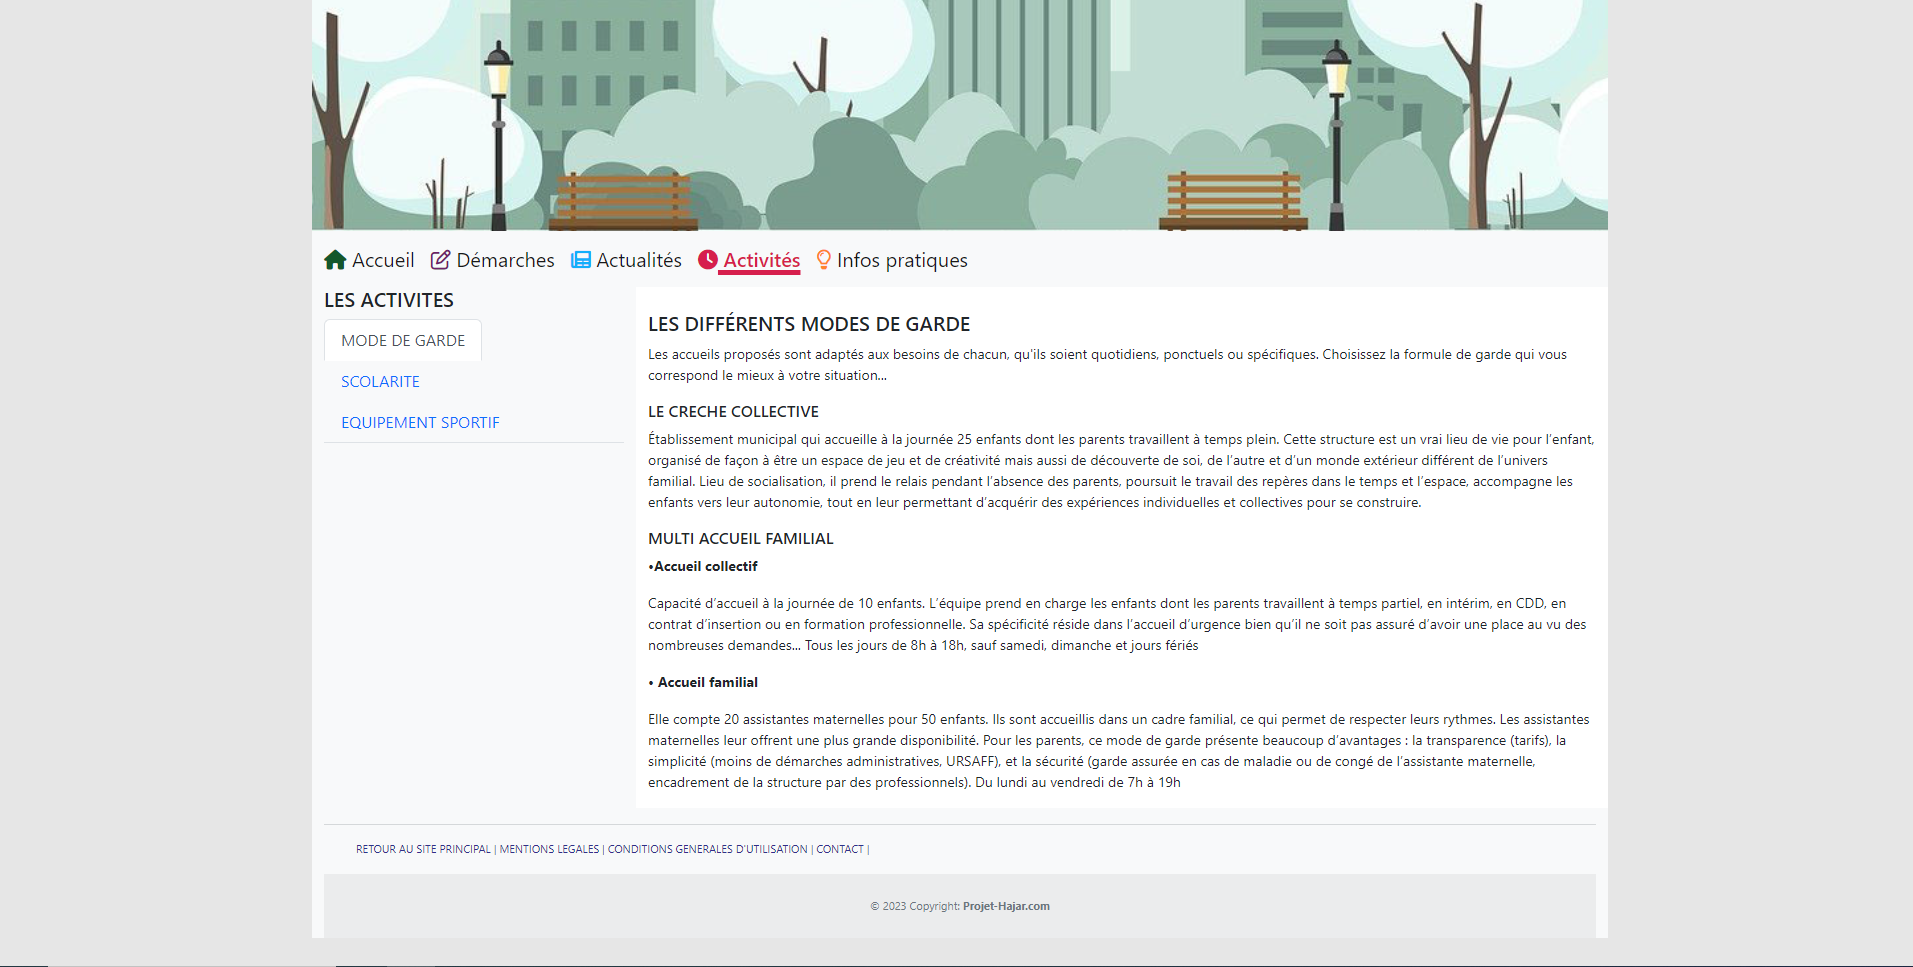 Accueil Démarches Actualités Activités Infos pratiques
LES ACTIVITES
MODE DE GARDE
SCOLARITE
EQUIPEMENT SPORTIF
LES DIFFÉRENTS MODES DE GARDE
Les accueils proposés sont adaptés aux besoins de chacun, qu'ils soient quotidiens, ponctuels ou spécifiques. Choisissez la formule de garde qui vous
correspond le mieux à votre situation...
LE CRECHE COLLECTIVE
Établissement municipal qui accueille à la journée 25 enfants dont les parents travaillent à temps plein. Cette structure est un vrai lieu de vie pour l’enfant,
organisé de façon à être un espace de jeu et de créativité mais aussi de découverte de soi, de l’autre et d’un monde extérieur différent de l’univers
familial. Lieu de socialisation, il prend le relais pendant l’absence des parents, poursuit le travail des repères dans le temps et l’espace, accompagne les
enfants vers leur autonomie, tout en leur permettant d’acquérir des expériences individuelles et collectives pour se construire.
MULTI ACCUEIL FAMILIAL
•Accueil collectif
Capacité d’accueil à la journée de 10 enfants. L’équipe prend en charge les enfants dont les parents travaillent à temps partiel, en intérim, en CDD, en
contrat d’insertion ou en formation professionnelle. Sa spécificité réside dans l’accueil d’urgence bien qu’il ne soit pas assuré d’avoir une place au vu des
nombreuses demandes... Tous les jours de 8h à 18h, sauf samedi, dimanche et jours fériés
• Accueil familial
Elle compte 20 assistantes maternelles pour 50 enfants. Ils sont accueillis dans un cadre familial, ce qui permet de respecter leurs rythmes. Les assistantes
maternelles leur offrent une plus grande disponibilité. Pour les parents, ce mode de garde présente beaucoup d’avantages : la transparence (tarifs), la
simplicité (moins de démarches administratives, URSAFF), et la sécurité (garde assurée en cas de maladie ou de congé de l’assistante maternelle,
encadrement de la structure par des professionnels). Du lundi au vendredi de 7h à 19h
RETOUR AU SITE PRINCIPAL | MENTIONS LEGALES | CONDITIONS GENERALES D'UTILISATION | CONTACT |
© 2023 Copyright: Projet-Hajar.com